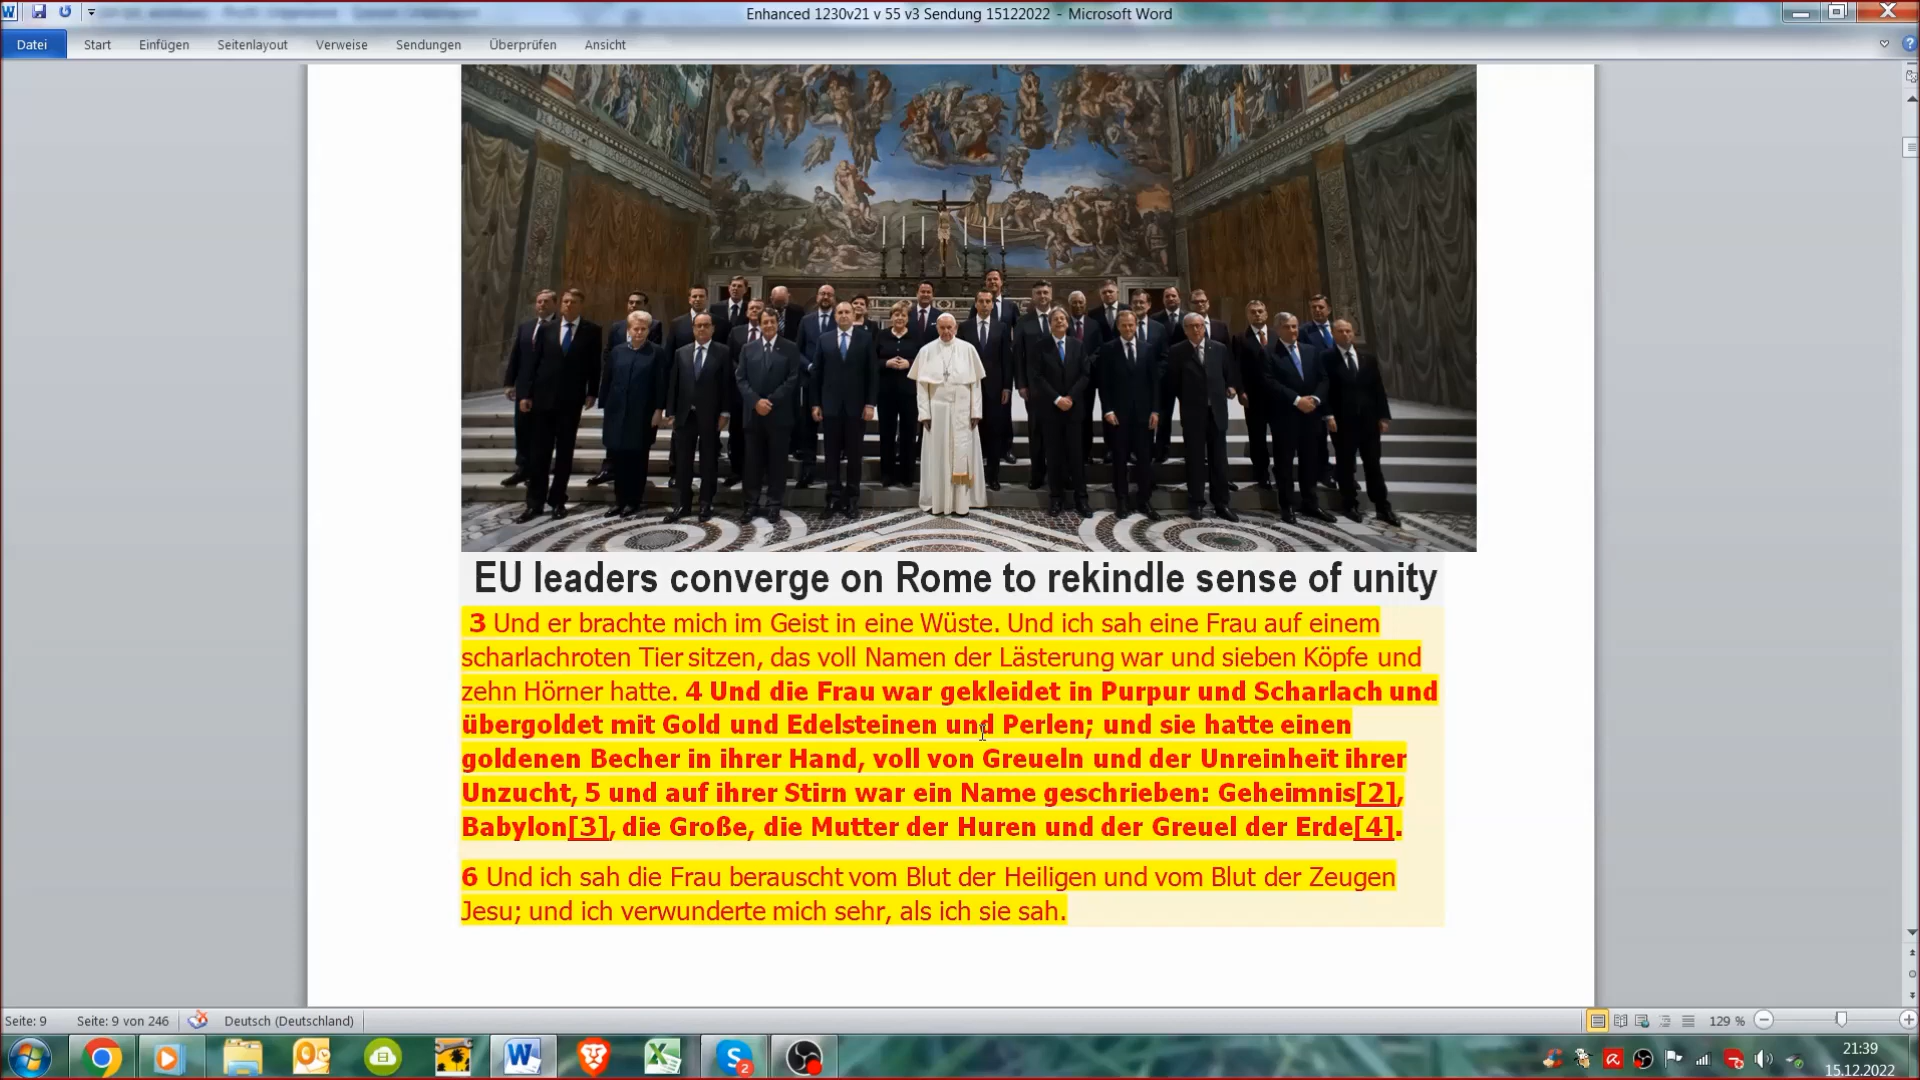 Enhanced 1230v21 v 55 v3 Sendung 15122022 - Microsoft Word
Datei Start Einfügen Seitenlayout Verweise Sendungen Überprüfen Ansicht
EU leaders converge on Rome to rekindle sense of unity
3 Und er brachte mich im Geist in eine Wüste. Und ich sah eine Frau auf einem
scharlachroten Tier sitzen, das voll Namen der Lästerung war und sieben Köpfe und
zehn Hörner hatte. 4 Und die Frau war gekleidet in Purpur und Scharlach und
übergoldet mit Gold und Edelsteinen und Perlen; und sie hatte einen
goldenen Becher in ihrer Hand, voll von Greueln und der Unreinheit ihrer
Unzucht, 5 und auf ihrer Stirn war ein Name geschrieben: Geheimnis[2],
Babylon[3], die Große, die Mutter der Huren und der Greuel der Erde[4].
6 Und ich sah die Frau berauscht vom Blut der Heiligen und vom Blut der Zeugen
Jesu; und ich verwunderte mich sehr, als ich sie sah.
Seite: 9 Seite: 9 von 246 Deutsch (Deutschland) 129 %
21:39
15.12.2022